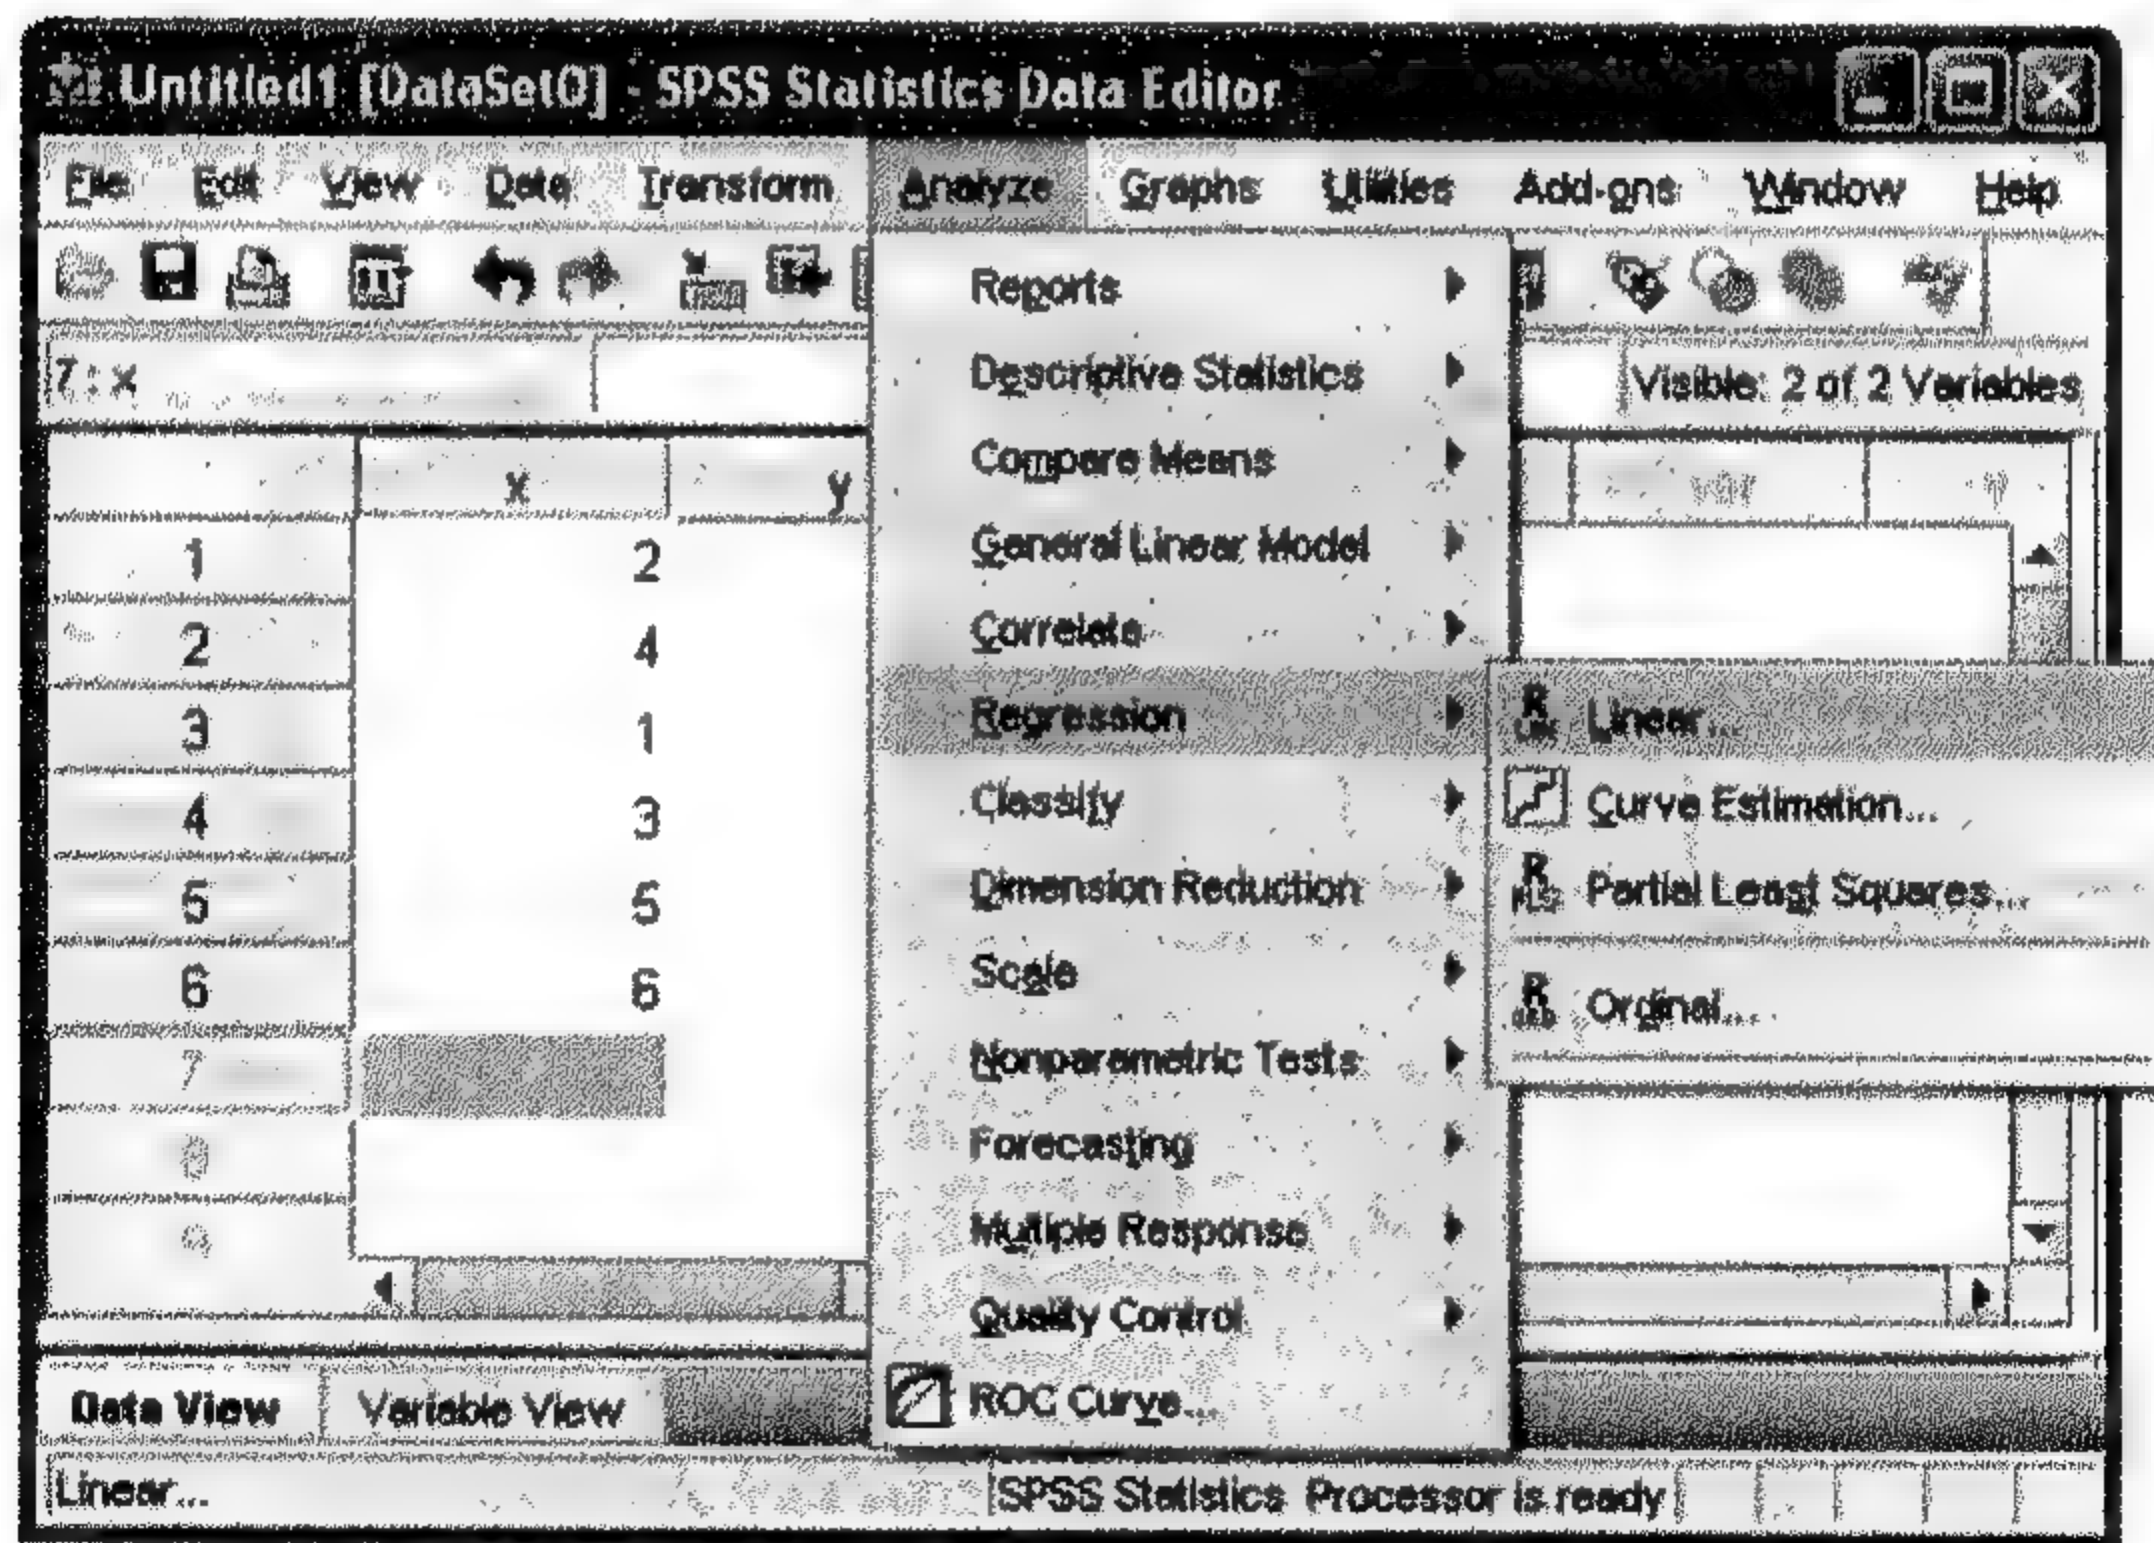 Untitled1 [DataSet0] - SPSS Statistics Data Editor
File Edit View Data Transform Analyze Graphs Utilities Add-ons Window Help
7 : x
Visible: 2 of 2 Variables
x y var
1 2
2 4
3 1
4 3
5 5
6 6
7
8
9
Reports
Descriptive Statistics
Compare Means
General Linear Model
Correlate
Regression
Classify
Dimension Reduction
Scale
Nonparametric Tests
Forecasting
Multiple Response
Quality Control
ROC Curve...
R Linear...
Curve Estimation...
R Partial Least Squares...
R Ordinal...
Data View Variable View
Linear...
SPSS Statistics Processor is ready